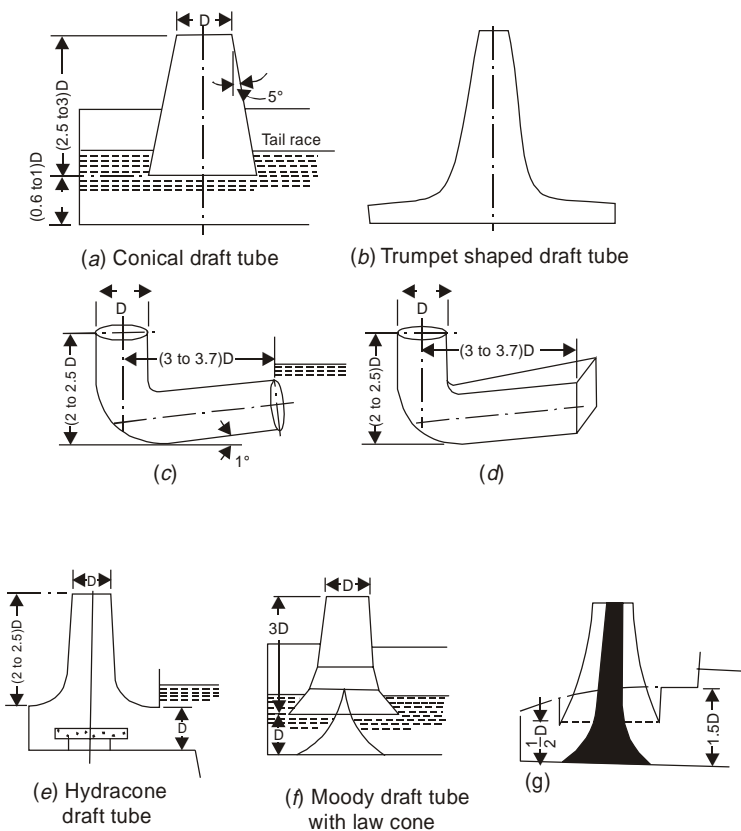 D
(2.5 to3)D
5°
Tail race
(0.6 to1)D
(a) Conical draft tube
(b) Trumpet shaped draft tube
D
(3 to 3.7)D
(2 to 2.5 D
1°
(c)
D
(3 to 3.7)D
(2 to 2.5)D
(d)
D
(2 to 2.5)D
D
(e) Hydracone
draft tube
D
3D
D
(f) Moody draft tube
with law cone
1/2 D
1.5D
(g)